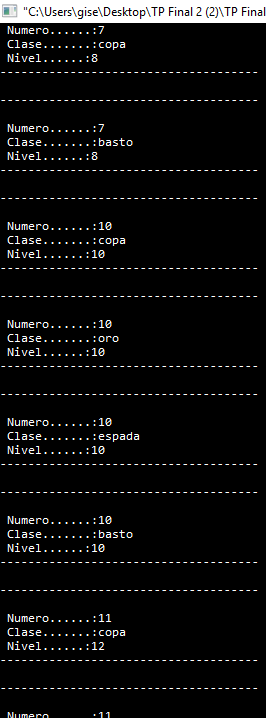 "C:\Users\gise\Desktop\TP Final 2 (2)\TP Final
Numero......:7
Clase.......:copa
Nivel......:8
-------------------------------------
-------------------------------------
Numero......:7
Clase.......:basto
Nivel......:8
-------------------------------------
-------------------------------------
Numero......:10
Clase.......:copa
Nivel......:10
-------------------------------------
-------------------------------------
Numero......:10
Clase.......:oro
Nivel......:10
-------------------------------------
-------------------------------------
Numero......:10
Clase.......:espada
Nivel......:10
-------------------------------------
-------------------------------------
Numero......:10
Clase.......:basto
Nivel......:10
-------------------------------------
-------------------------------------
Numero......:11
Clase.......:copa
Nivel......:12
-------------------------------------
-------------------------------------
Numero......:11